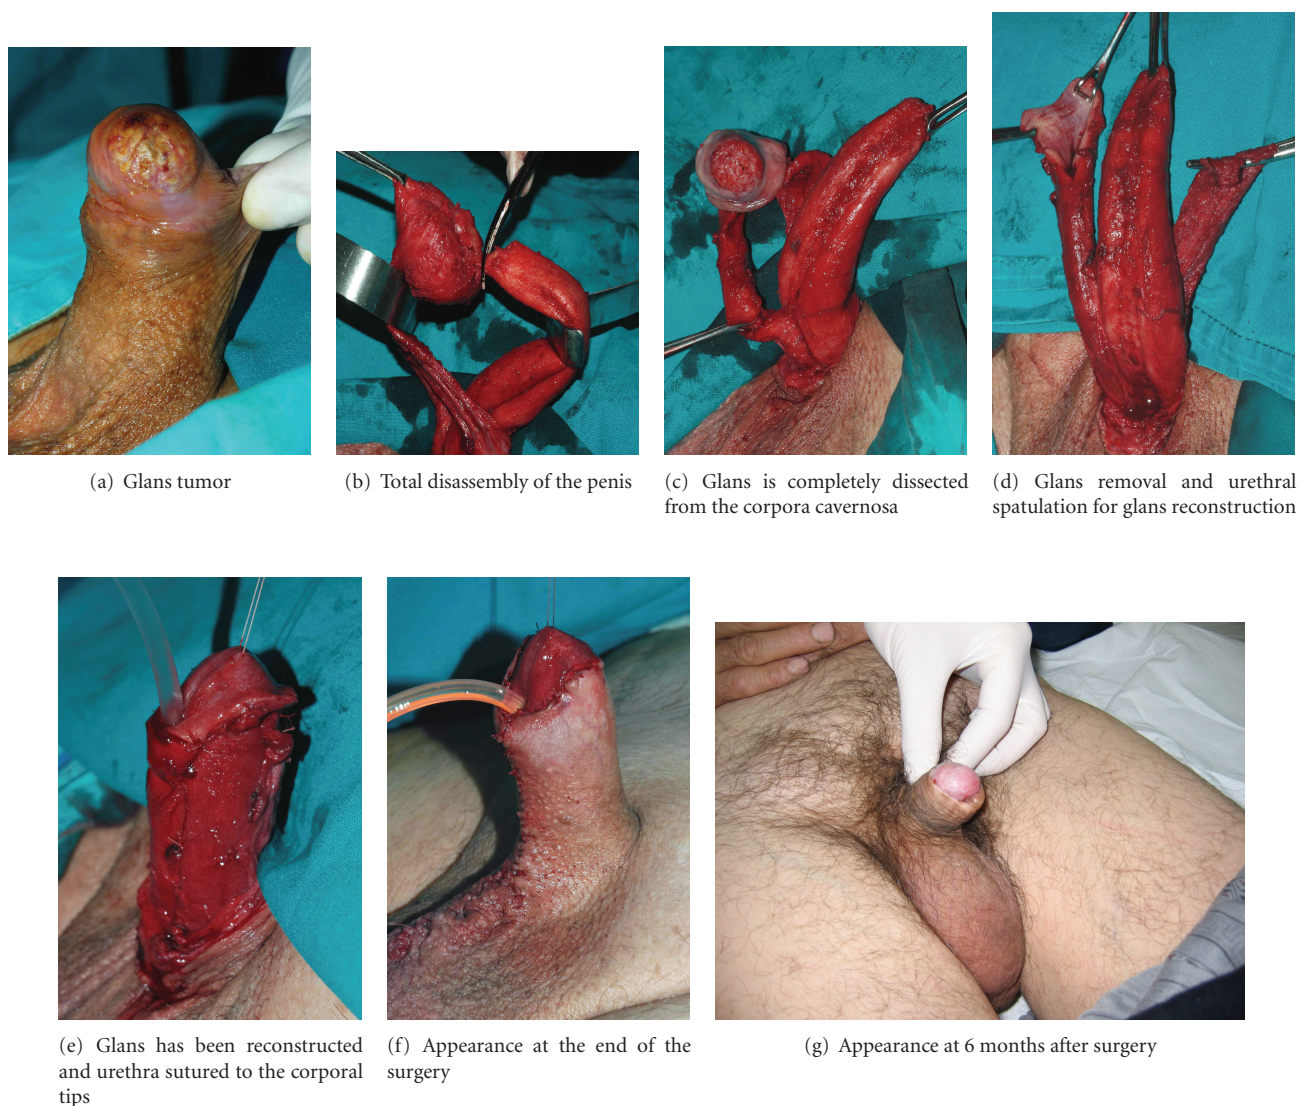 (a) Glans tumor
(b) Total disassembly of the penis
(c) Glans is completely dissected
from the corpora cavernosa
(d) Glans removal and urethral
spatulation for glans reconstruction
(e) Glans has been reconstructed
and urethra sutured to the corporal
tips
(f) Appearance at the end of the
surgery
(g) Appearance at 6 months after surgery